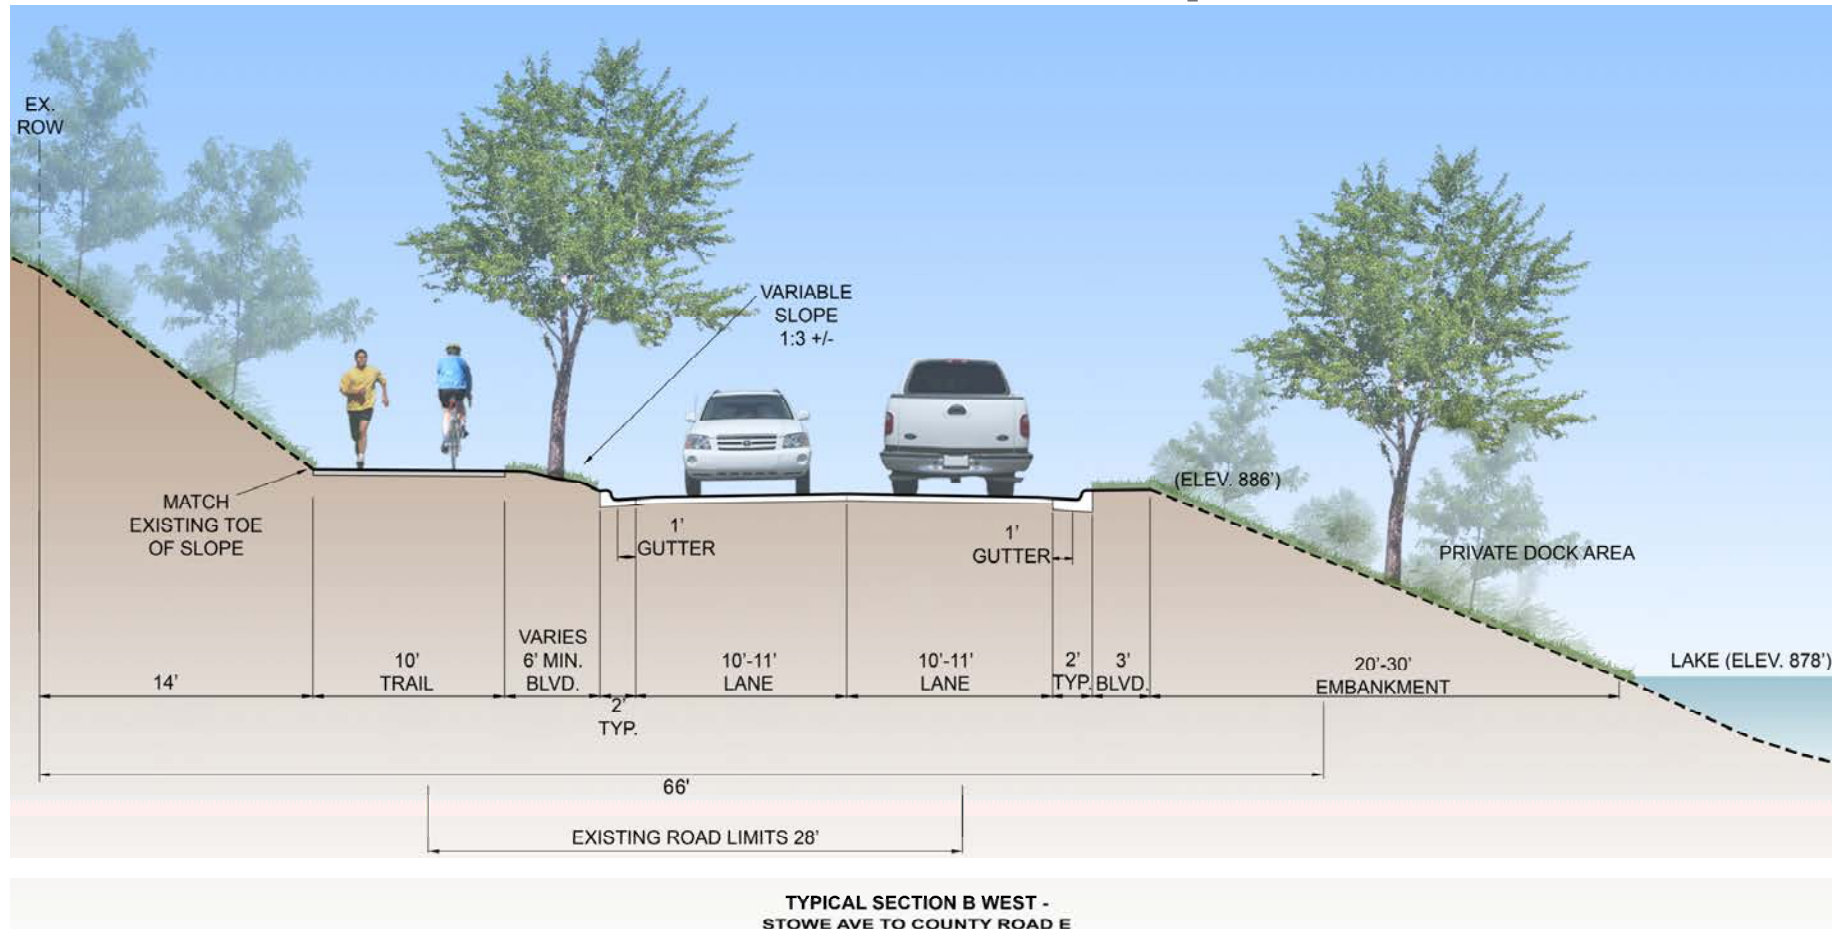 EX.
ROW
VARIABLE
SLOPE
1:3 +/-
(ELEV. 886')
MATCH
EXISTING TOE
OF SLOPE
1'
GUTTER
1'
GUTTER
PRIVATE DOCK AREA
14'
10'
TRAIL
VARIES
6' MIN.
BLVD.
2'
TYP.
10'-11'
LANE
10'-11'
LANE
2'
TYP.
3'
BLVD.
20'-30'
EMBANKMENT
LAKE (ELEV. 878')
66'
EXISTING ROAD LIMITS 28'
TYPICAL SECTION B WEST -
STOWE AVE TO COUNTY ROAD E